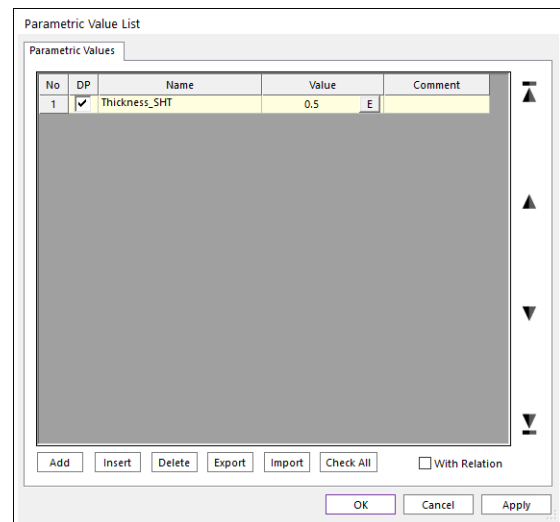 Parametric Value List
Parametric Values
No DP Name Value Comment
1 Thickness_SHT 0.5 E
Add Insert Delete Export Import Check All With Relation
OK Cancel Apply